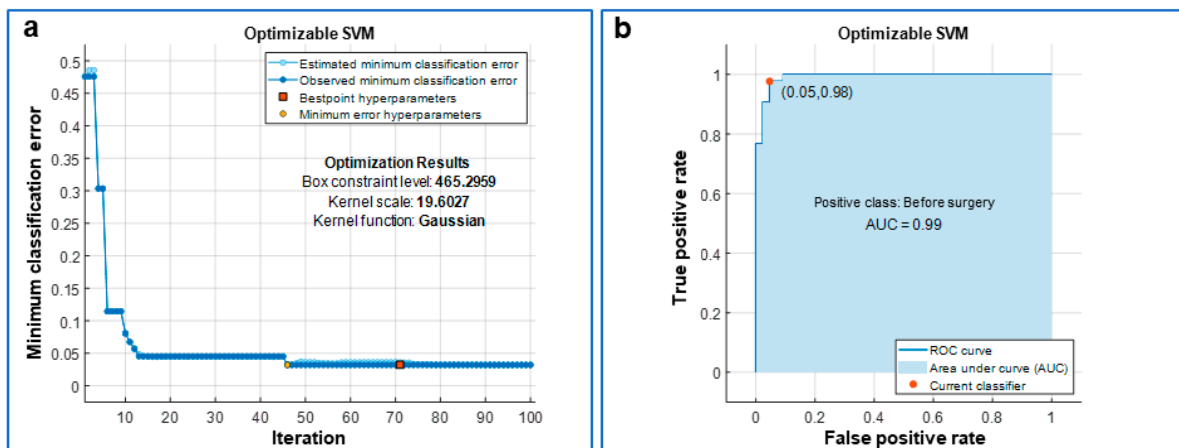 a
Optimizable SVM
Estimated minimum classification error
Observed minimum classification error
Bestpoint hyperparameters
Minimum error hyperparameters
Optimization Results
Box constraint level: 465.2959
Kernel scale: 19.6027
Kernel function: Gaussian
Minimum classification error
0.5
0.45
0.4
0.35
0.3
0.25
0.2
0.15
0.1
0.05
0
10 20 30 40 50 60 70 80 90 100
Iteration
b
Optimizable SVM
(0.05,0.98)
Positive class: Before surgery
AUC = 0.99
ROC curve
Area under curve (AUC)
Current classifier
True positive rate
1
0.8
0.6
0.4
0.2
0
0 0.2 0.4 0.6 0.8 1
False positive rate